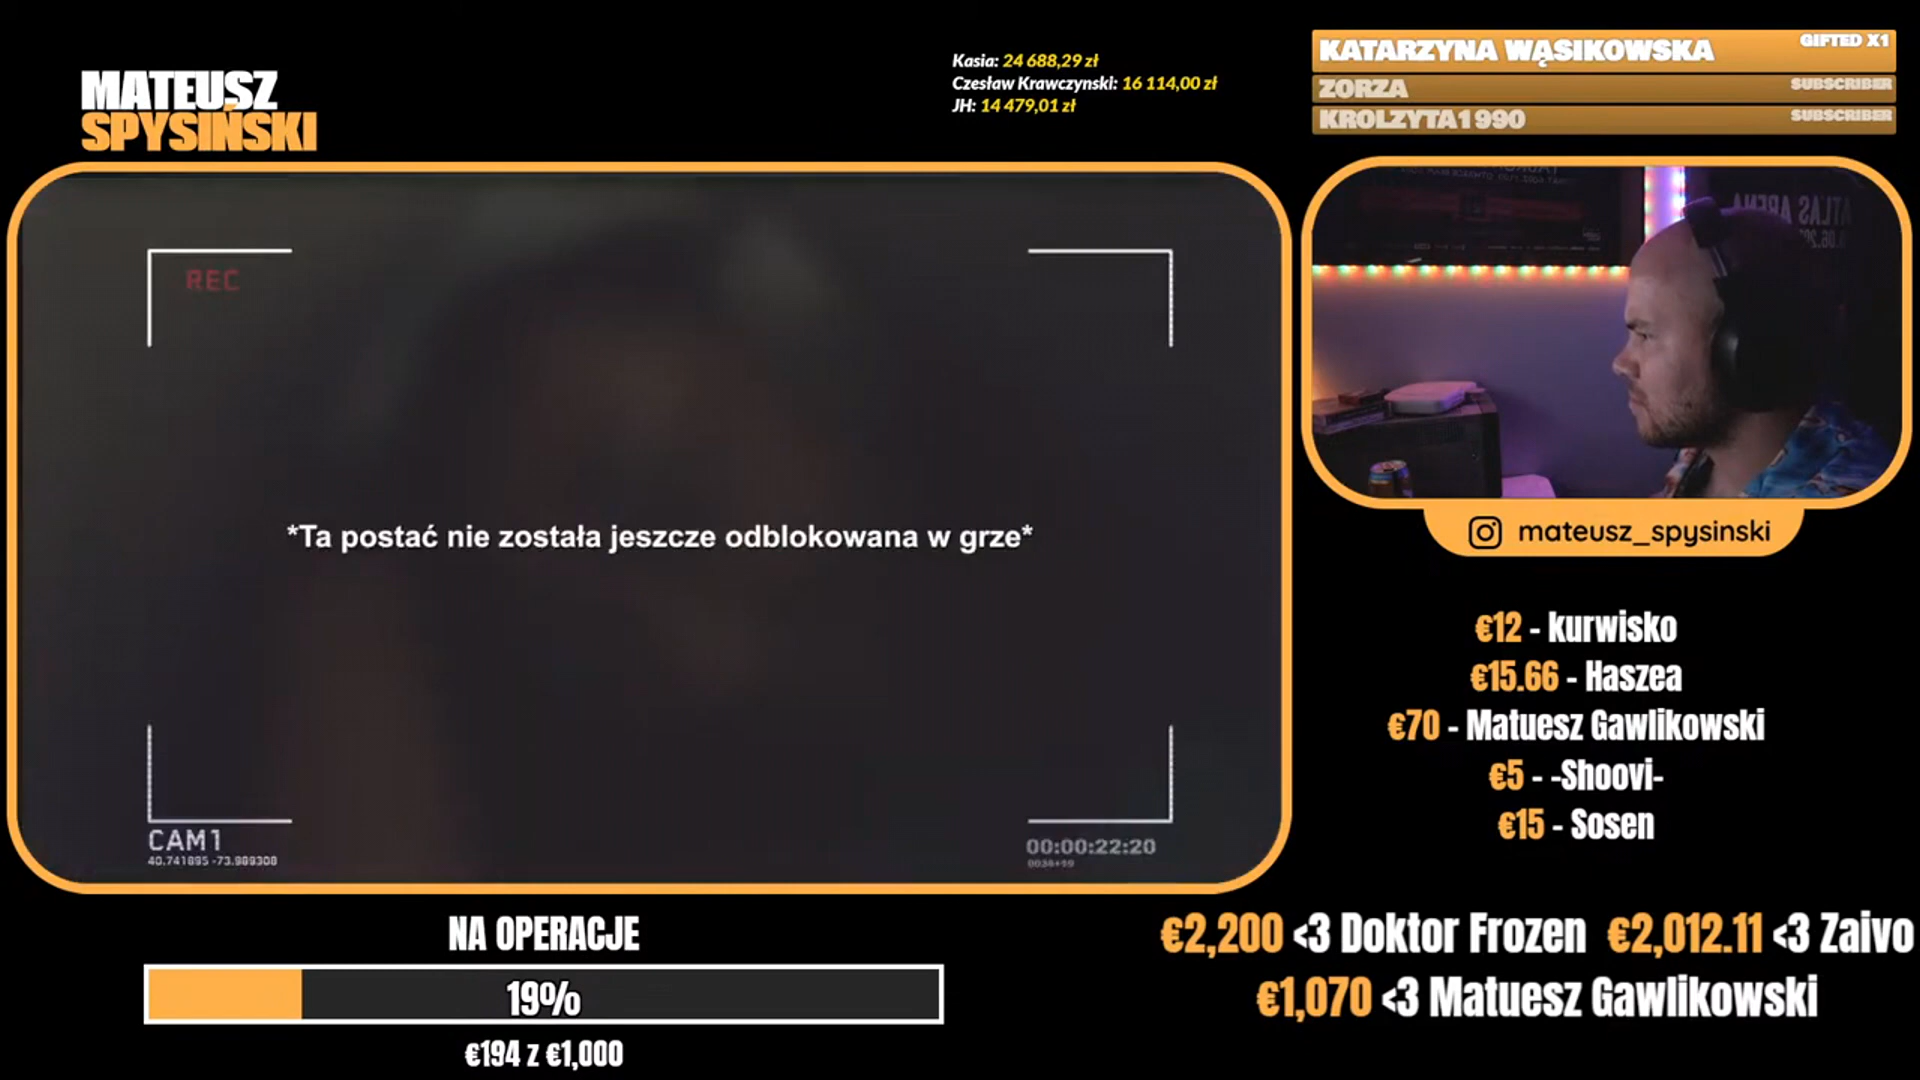 MATEUSZ
SPYSIŃSKI
Kasia: 24 688,29 zł
Czesław Krawczynski: 16 114,00 zł
JH: 14 479,01 zł
KATARZYNA WĄSIKOWSKA GIFTED X1
ZORZA SUBSCRIBER
KROLZYTA1990 SUBSCRIBER
REC
*Ta postać nie została jeszcze odblokowana w grze*
CAM1
40.741895 -73.989308
00:00:22:20
ATLAS ARENA
mateusz_spysinski
€12 - kurwisko
€15.66 - Haszea
€70 - Matuesz Gawlikowski
€5 - -Shoovi-
€15 - Sosen
NA OPERACJE
19%
€194 z €1,000
€2,200 <3 Doktor Frozen €2,012.11 <3 Zaivo
€1,070 <3 Matuesz Gawlikowski